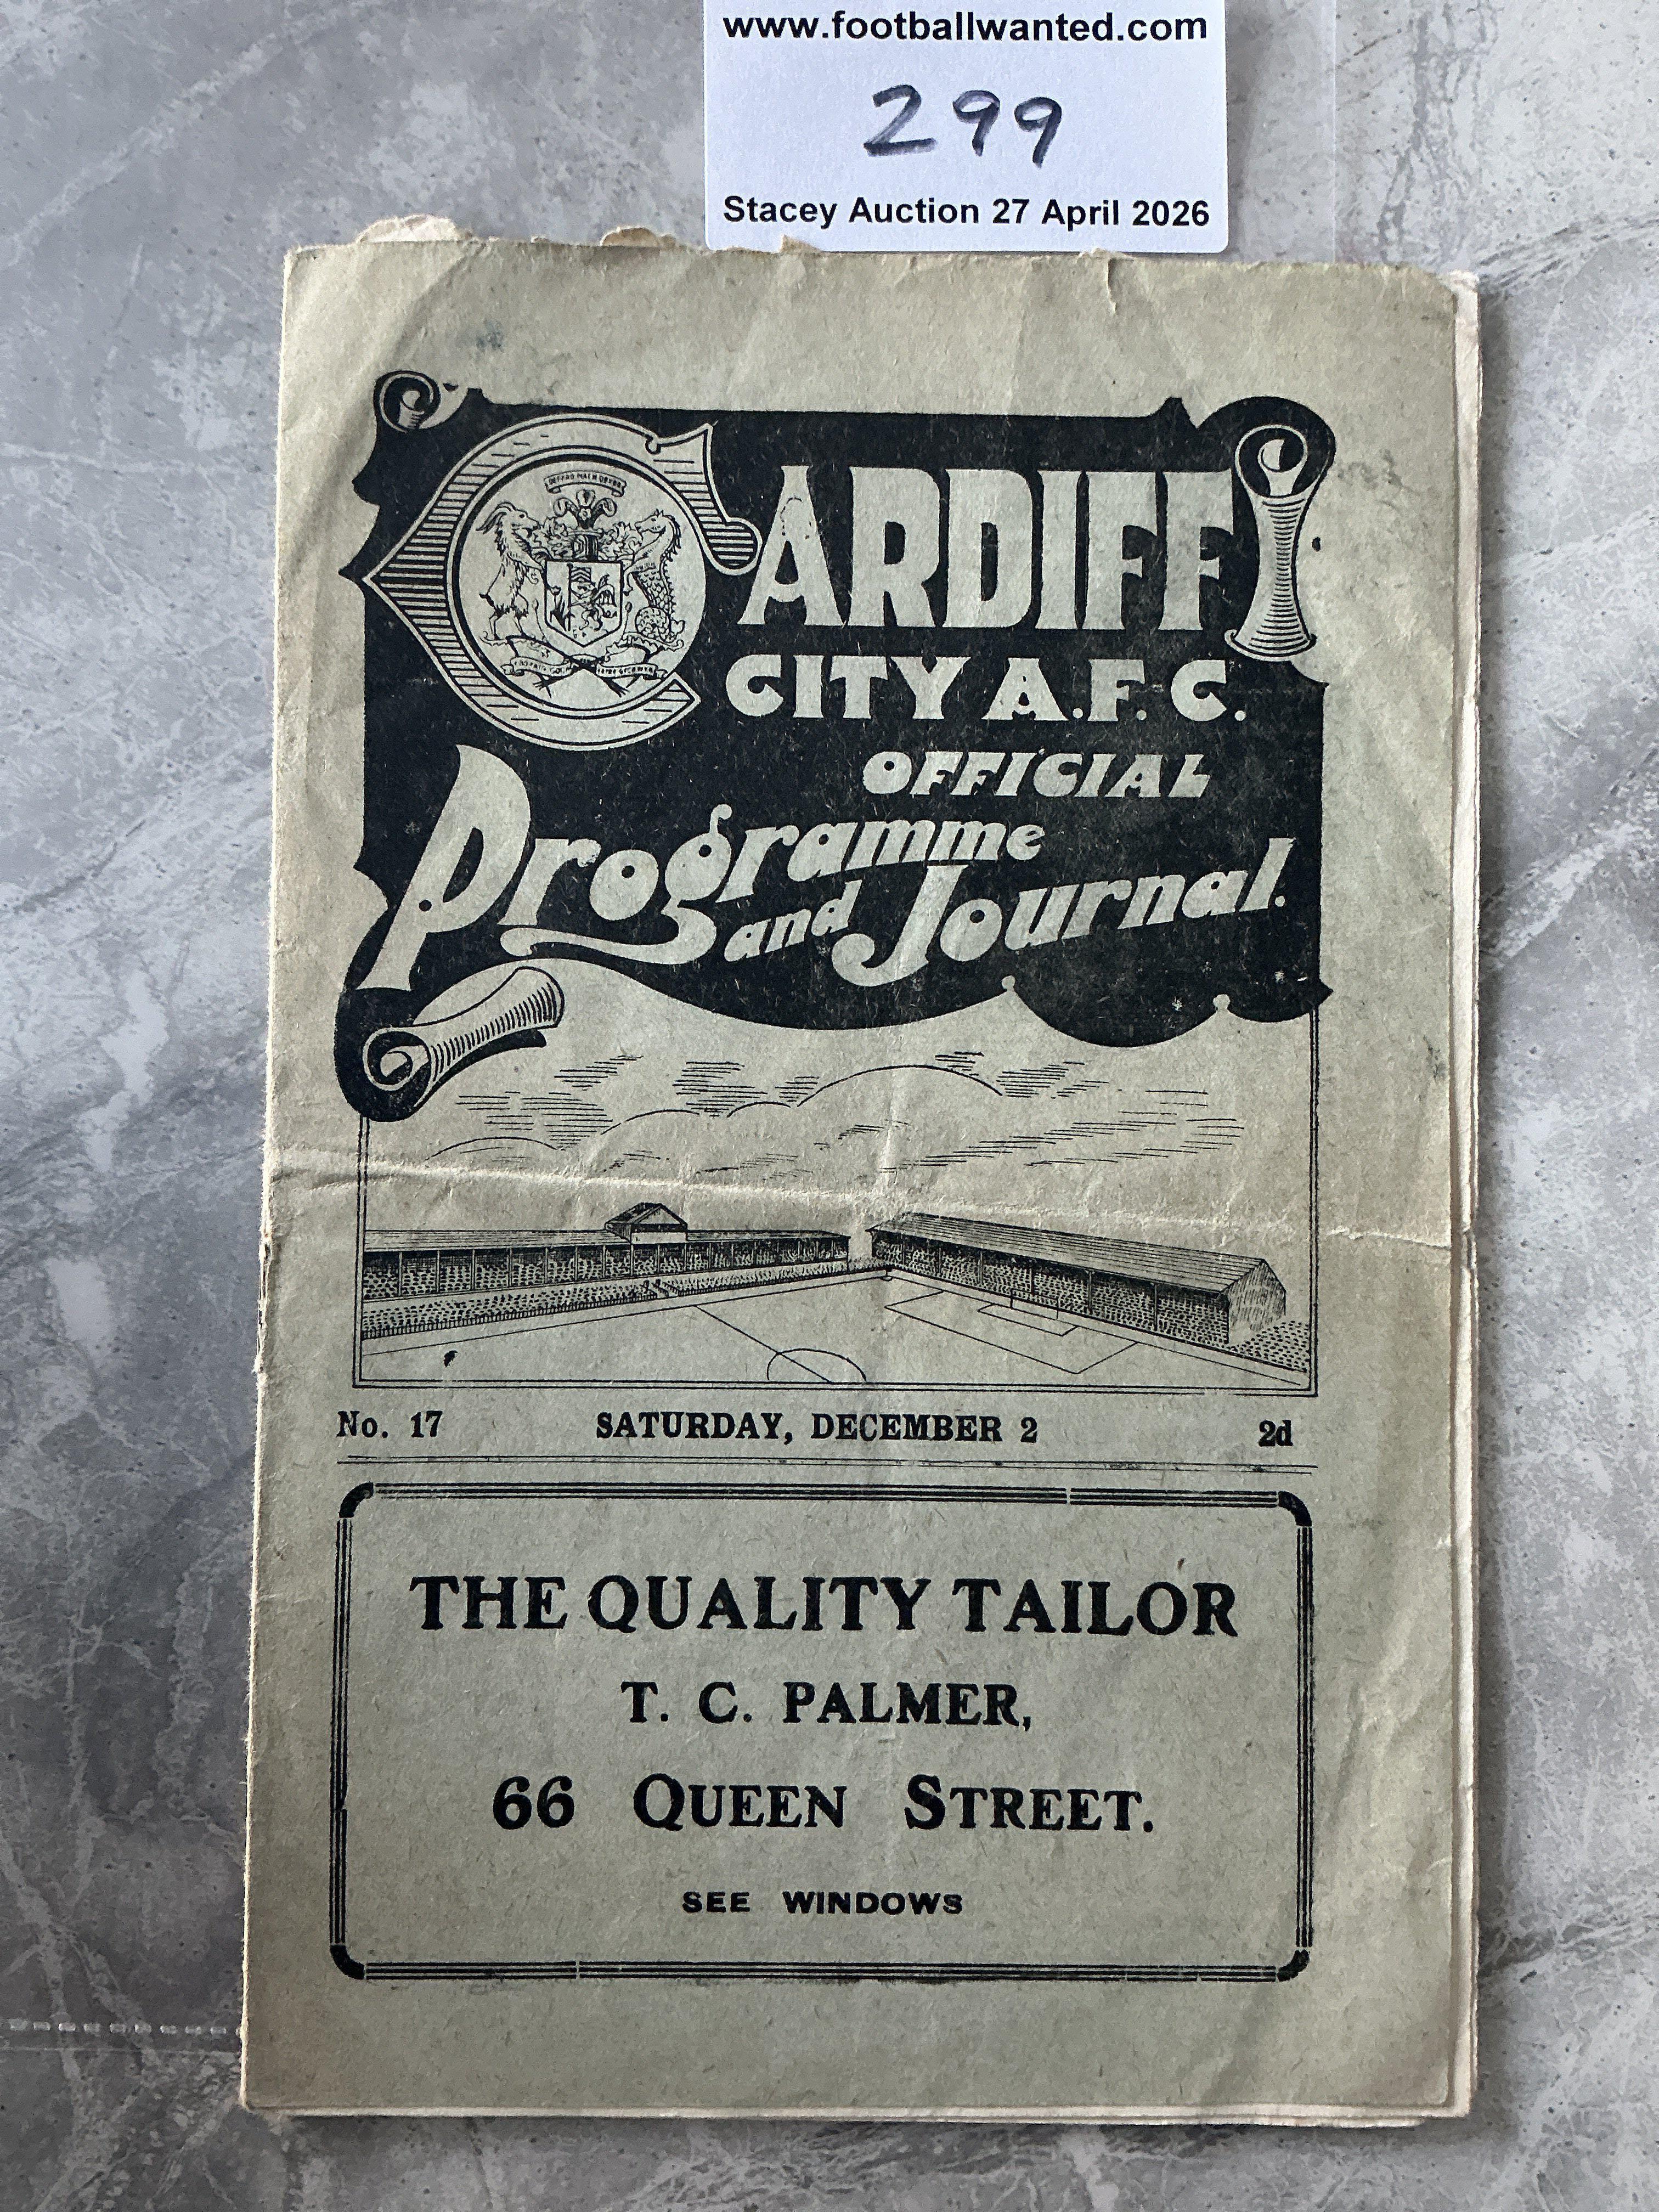 www.footballwanted.com
299
Stacey Auction 27 April 2026
CARDIFF
CITY A.F.C.
OFFICIAL
Programme
and Journal.
No. 17 SATURDAY, DECEMBER 2 2d
THE QUALITY TAILOR
T. C. PALMER,
66 QUEEN STREET.
SEE WINDOWS